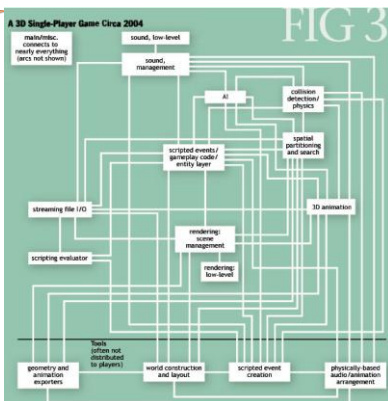 A 3D Single-Player Game Circa 2004
FIG 3
main/misc.
connects to
nearly everything
(arcs not shown)
sound, low-level
sound,
management
AI
collision
detection/
physics
spatial
partitioning
and search
scripted events/
gameplay code/
entity layer
streaming file I/O
3D animation
rendering:
scene
management
scripting evaluator
rendering:
low-level
Tools
(often not
distributed
to players)
geometry and
animation
exporters
world construction
and layout
scripted event
creation
physically-based
audio/animation
arrangement